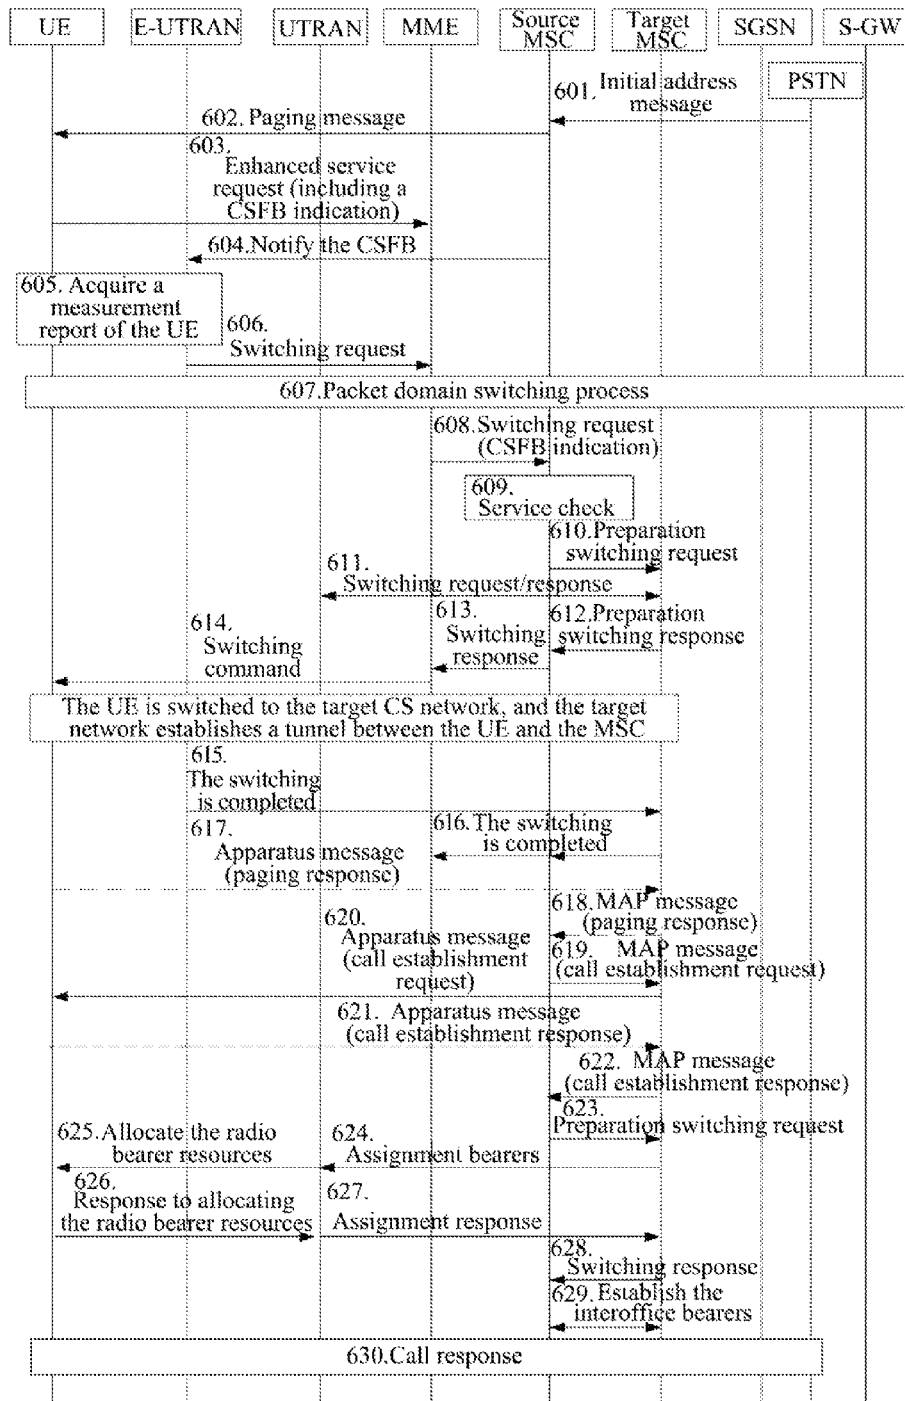 UE E-UTRAN UTRAN MME Source MSC Target MSC SGSN S-GW
PSTN
601. Initial address
message
602. Paging message
603.
Enhanced service
request (including a
CSFB indication)
604.Notify the CSFB
605. Acquire a
measurement
report of the UE
606.
Switching request
607.Packet domain switching process
608.Switching request
(CSFB indication)
609.
Service check
610.Preparation
switching request
611.
Switching request/response
612.Preparation
switching response
613.
Switching
response
614.
Switching
command
The UE is switched to the target CS network, and the target
network establishes a tunnel between the UE and the MSC
615.
The switching
is completed
616.The switching
is completed
617.
Apparatus message
(paging response)
618.MAP message
(paging response)
619. MAP message
(call establishment request)
620.
Apparatus message
(call establishment
request)
621. Apparatus message
(call establishment response)
622. MAP message
(call establishment response)
623.
Preparation switching request
624.
Assignment bearers
625.Allocate the radio
bearer resources
626.
Response to allocating
the radio bearer resources
627.
Assignment response
628.
Switching response
629.Establish the
interoffice bearers
630.Call response